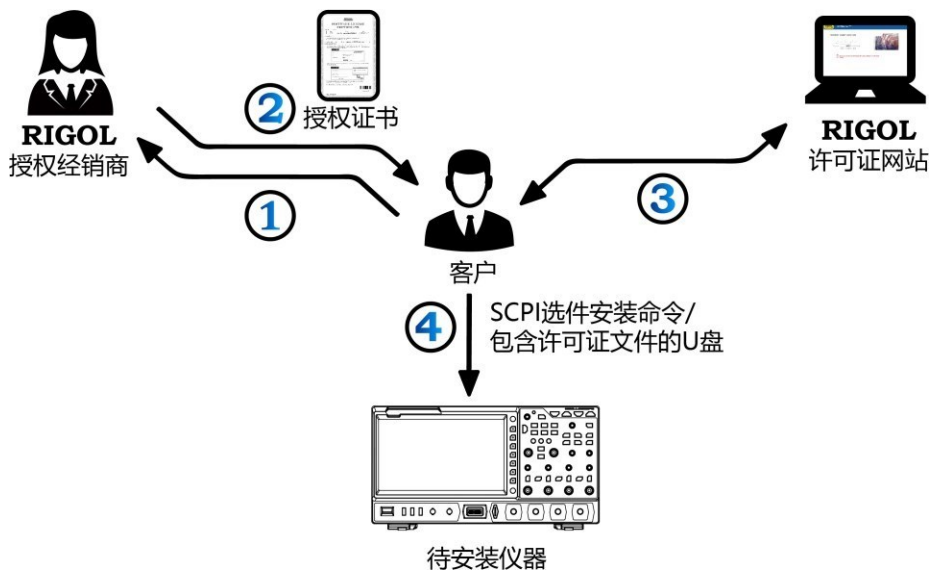 RIGOL
授权经销商
②
授权证书
①
RIGOL
许可证网站
③
客户
④
SCPI选件安装命令/
包含许可证文件的U盘
待安装仪器